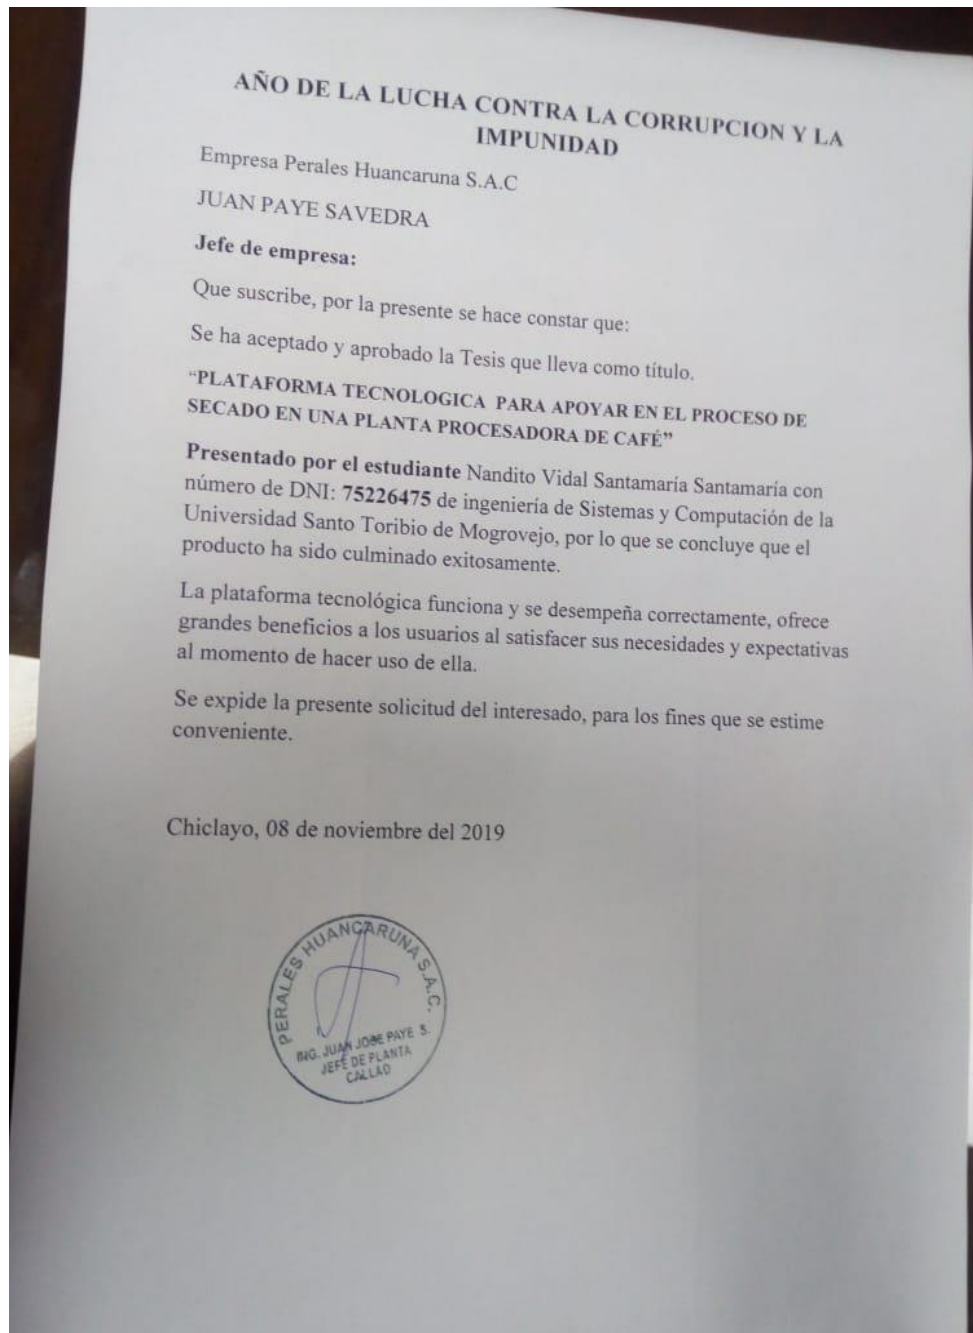 AÑO DE LA LUCHA CONTRA LA CORRUPCION Y LA
IMPUNIDAD
Empresa Perales Huancaruna S.A.C
JUAN PAYE SAVEDRA
Jefe de empresa:
Que suscribe, por la presente se hace constar que:
Se ha aceptado y aprobado la Tesis que lleva como título.
“PLATAFORMA TECNOLOGICA PARA APOYAR EN EL PROCESO DE
SECADO EN UNA PLANTA PROCESADORA DE CAFÉ”
Presentado por el estudiante Nandito Vidal Santamaría Santamaría con
número de DNI: 75226475 de ingeniería de Sistemas y Computación de la
Universidad Santo Toribio de Mogrovejo, por lo que se concluye que el
producto ha sido culminado exitosamente.
La plataforma tecnológica funciona y se desempeña correctamente, ofrece
grandes beneficios a los usuarios al satisfacer sus necesidades y expectativas
al momento de hacer uso de ella.
Se expide la presente solicitud del interesado, para los fines que se estime
conveniente.
Chiclayo, 08 de noviembre del 2019
PERALES HUANCARUNA S.A.C.
ING. JUAN JOSE PAYE S.
JEFE DE PLANTA
CALLAO